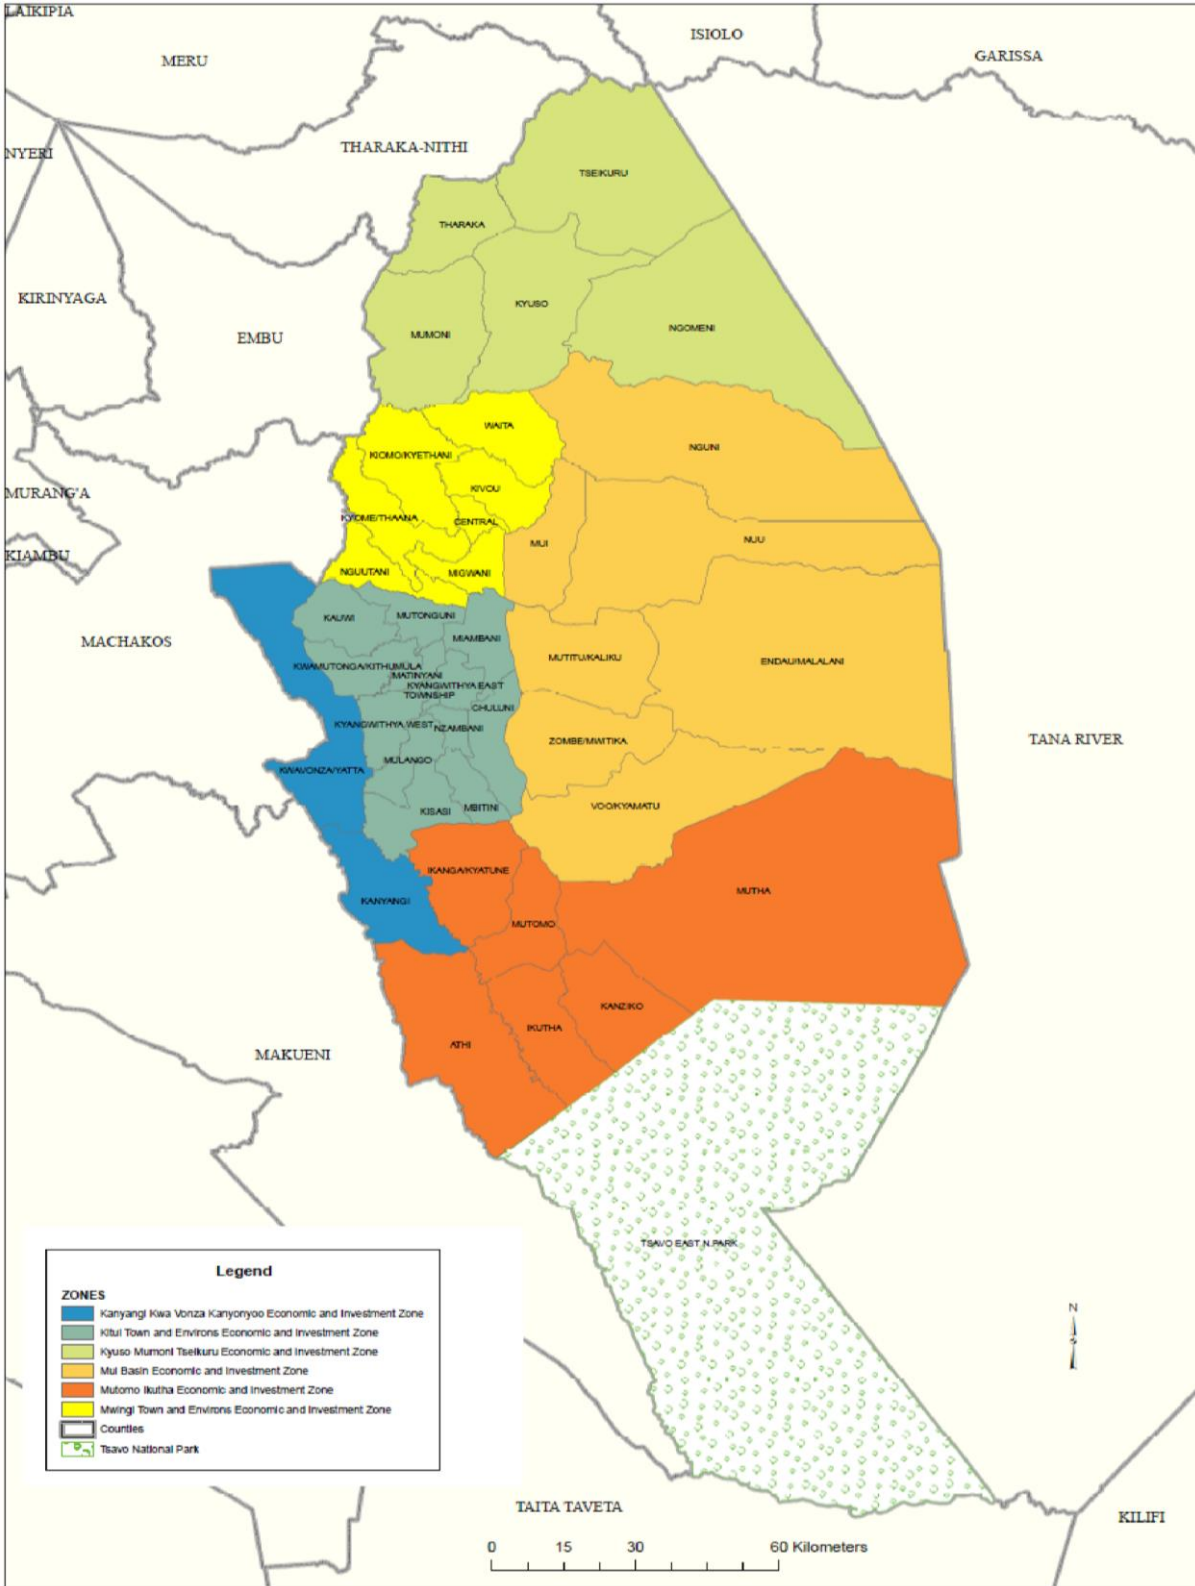 LAIKIPIA
MERU
ISIOLO
GARISSA
NYERI
THARAKA-NITHI
TSEIKURU
THARAKA
KIRINYAGA
EMBU
MUMONI
KYUSO
NGOMENI
WAITA
KIOMO/KYETHANI
NGUNI
KIVOU
MURANG'A
KYOME/THAANA
CENTRAL
KIAMBU
MUI
NUU
NGUUTANI
MIGWANI
MACHAKOS
KAUWI
MUTONGUNI
MIAMBANI
MUTITU/KALIKU
ENDAU/MALALANI
KWAMUTONGA/KITHUMULA
MATINYANI
KYANGWITHYA EAST
TOWNSHIP
CHULUNI
KYANGWITHYA WEST
NZAMBANI
ZOMBE/MWITIKA
TANA RIVER
MULANGO
KWAVONZA/YATTA
KISASI
MBITINI
VOO/KYAMATU
IKANGA/KYATUNE
MUTHA
KANYANGI
MUTOMO
KANZIKO
IKUTHA
ATHI
MAKUENI
TSAVO EAST N.PARK
Legend
ZONES
Kanyangi Kwa Vonza Kanyonyoo Economic and Investment Zone
Kitui Town and Environs Economic and Investment Zone
Kyuso Mumoni Tseikuru Economic and Investment Zone
Mui Basin Economic and Investment Zone
Mutomo Ikutha Economic and Investment Zone
Mwingi Town and Environs Economic and Investment Zone
Counties
Tsavo National Park
N
TAITA TAVETA
KILIFI
0 15 30 60 Kilometers